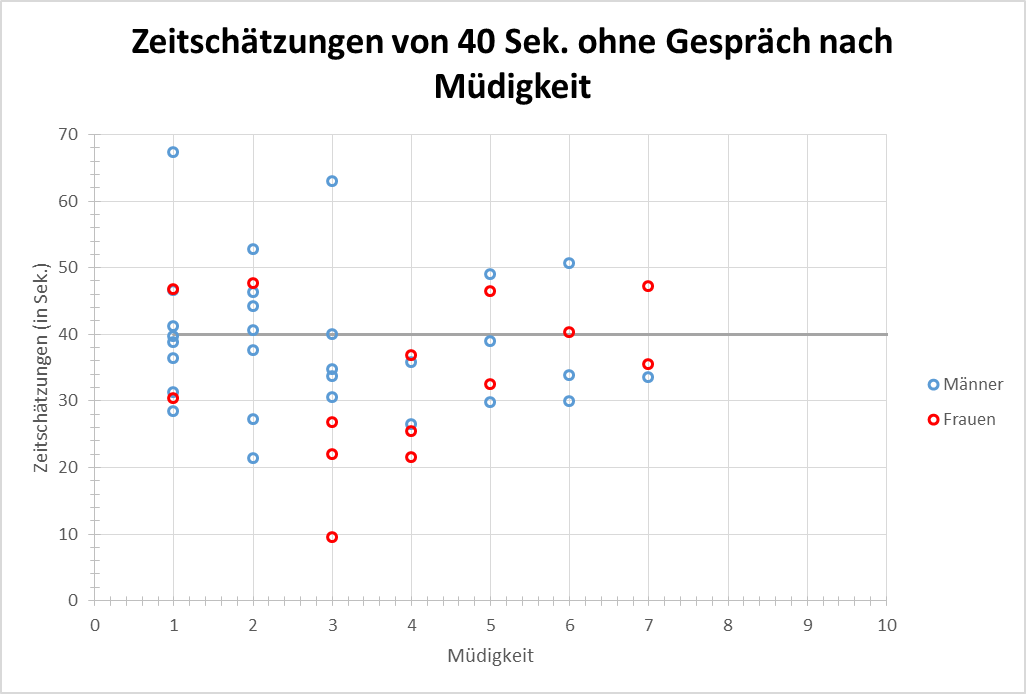 Zeitschätzungen von 40 Sek. ohne Gespräch nach
Müdigkeit
Zeitschätzungen (in Sek.)
70
60
50
40
30
20
10
0
0 1 2 3 4 5 6 7 8 9 10
Müdigkeit
Männer
Frauen